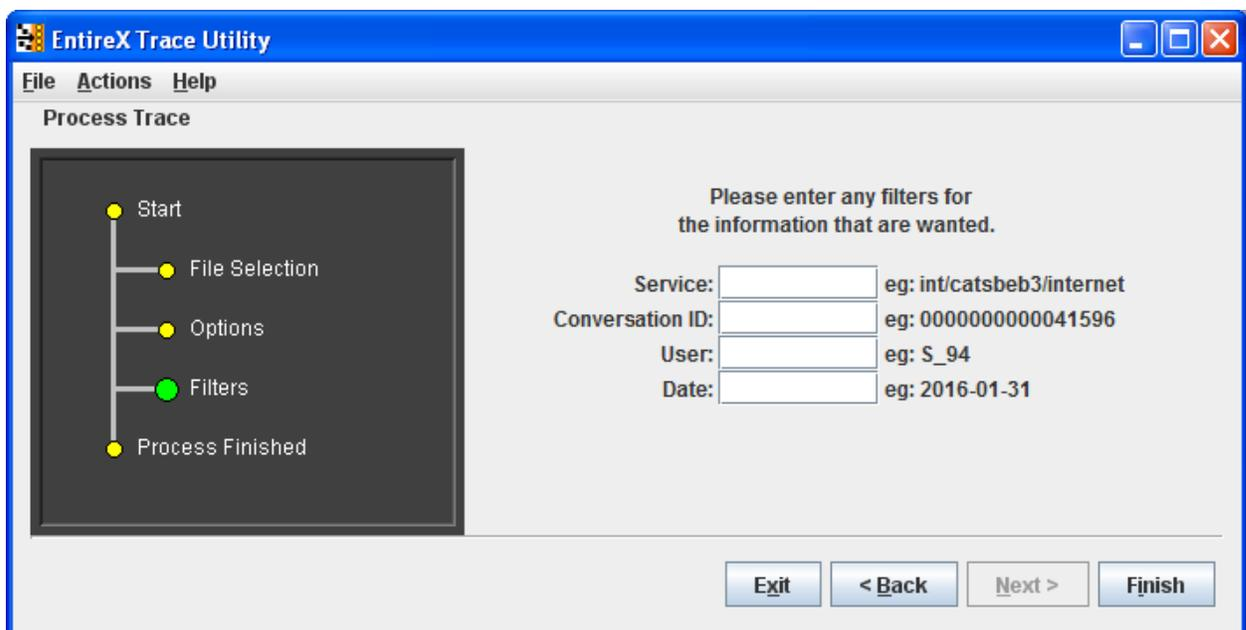 EntireX Trace Utility
File Actions Help
Process Trace
Start
File Selection
Options
Filters
Process Finished
Please enter any filters for
the information that are wanted.
Service: eg: int/catsbeb3/internet
Conversation ID: eg: 0000000000041596
User: eg: S_94
Date: eg: 2016-01-31
Exit < Back Next > Finish